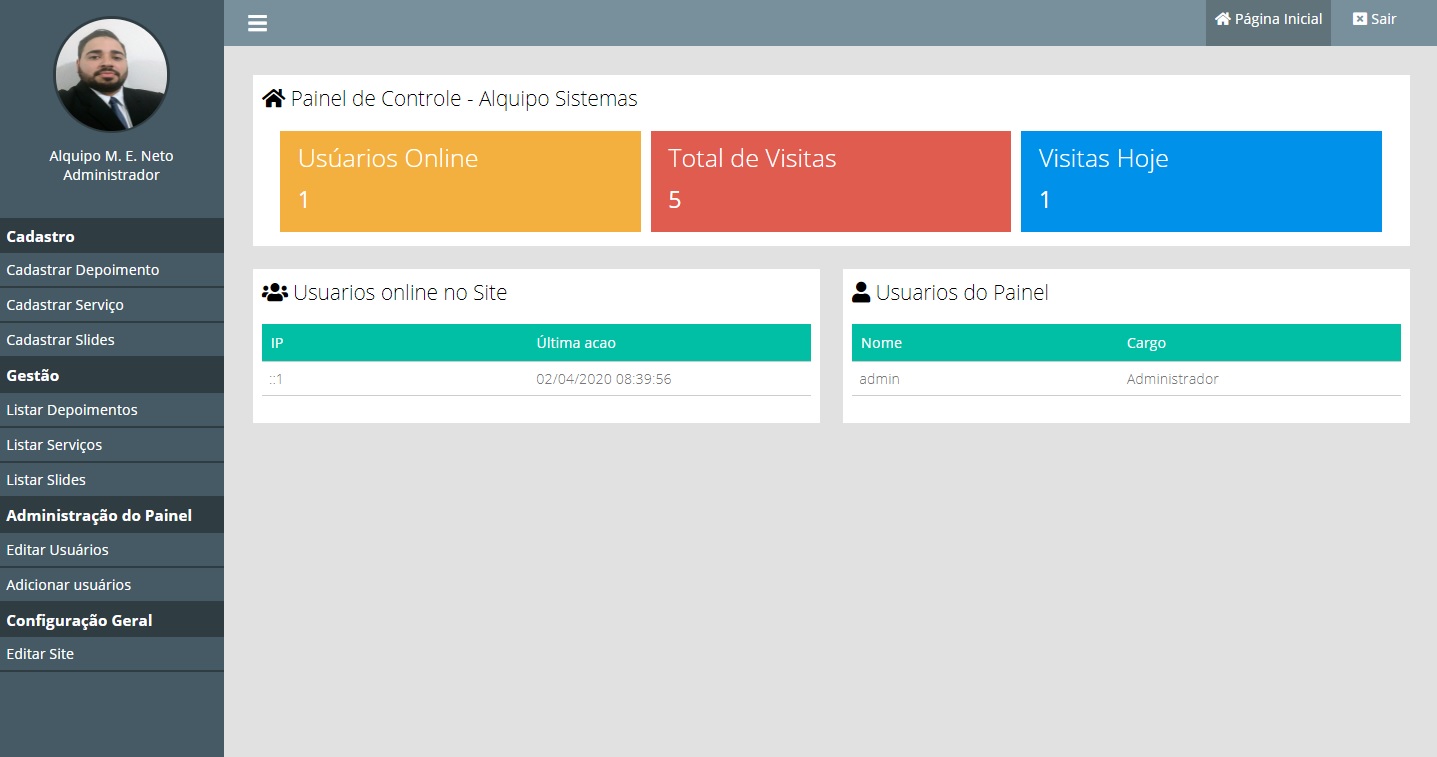 Página Inicial
Sair
Alquipo M. E. Neto
Administrador
Cadastro
Cadastrar Depoimento
Cadastrar Serviço
Cadastrar Slides
Gestão
Listar Depoimentos
Listar Serviços
Listar Slides
Administração do Painel
Editar Usuários
Adicionar usuários
Configuração Geral
Editar Site
Painel de Controle - Alquipo Sistemas
Usúarios Online
1
Total de Visitas
5
Visitas Hoje
1
Usuarios online no Site
IP Última acao
::1 02/04/2020 08:39:56
Usuarios do Painel
Nome Cargo
admin Administrador